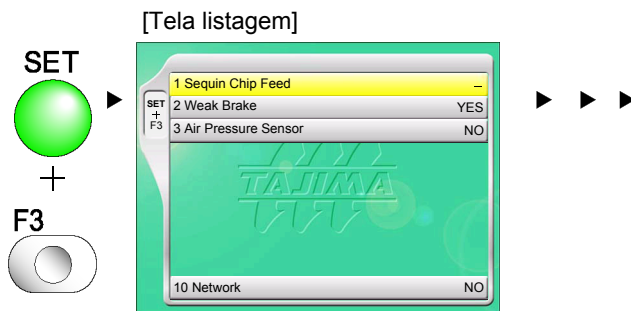 [Tela listagem]
SET
+
F3
SET
+
F3
1 Sequin Chip Feed –
2 Weak Brake YES
3 Air Pressure Sensor NO
TAJIMA
10 Network NO